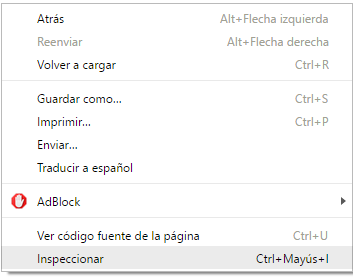 Atrás Alt+Flecha izquierda
Reenviar Alt+Flecha derecha
Volver a cargar Ctrl+R
Guardar como... Ctrl+S
Imprimir... Ctrl+P
Enviar...
Traducir a español
AdBlock
Ver código fuente de la página Ctrl+U
Inspeccionar Ctrl+Mayús+I